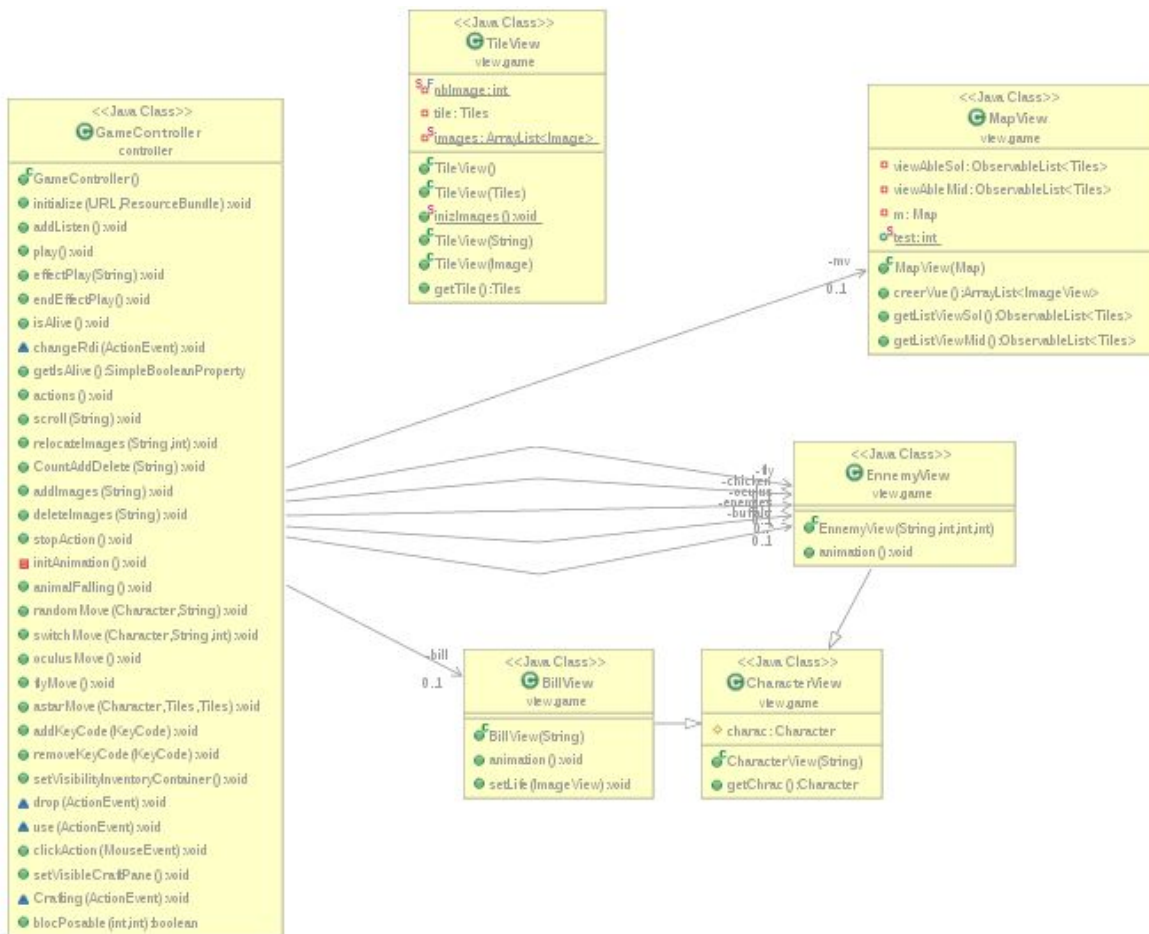 <<Java Class>>
GameController
controller
GameController()
initialize(URL,ResourceBundle):void
addListen():void
play():void
effectPlay(String):void
endEffectPlay():void
isAlive():void
changeRdi(ActionEvent):void
getIsAlive():SimpleBooleanProperty
actions():void
scroll(String):void
relocateImages(String,int):void
CountAddDelete(String):void
addImages(String):void
deleteImages(String):void
stopAction():void
initAnimation():void
animalFalling():void
randomMove(Character,String):void
switchMove(Character,String,int):void
oculusMove():void
flyMove():void
astarMove(Character,Tiles,Tiles):void
addKeyCode(KeyCode):void
removeKeyCode(KeyCode):void
setVisibilityInventoryContainer():void
drop(ActionEvent):void
use(ActionEvent):void
clickAction(MouseEvent):void
setVisibleCraftPane():void
Crafting(ActionEvent):void
blocPosable(int,int):boolean
<<Java Class>>
TileView
view.game
nbImage:int
tile: Tiles
images: ArrayList<Image>
TileView()
TileView(Tiles)
inizImages():void
TileView(String)
TileView(Image)
getTile():Tiles
<<Java Class>>
MapView
view.game
viewAbleSol: ObservableList<Tiles>
viewAbleMid: ObservableList<Tiles>
m: Map
test: int
MapView(Map)
creerVue():ArrayList<ImageView>
getListViewSol():ObservableList<Tiles>
getListViewMid():ObservableList<Tiles>
-mv
0..1
-fly
-chicken
-oculus
-enemies
-buffalo
0..1
<<Java Class>>
EnnemyView
view.game
EnnemyView(String,int,int,int)
animation():void
-bill
0..1
<<Java Class>>
BillView
view.game
BillView(String)
animation():void
setLife(ImageView):void
<<Java Class>>
CharacterView
view.game
charac: Character
CharacterView(String)
getChrac():Character